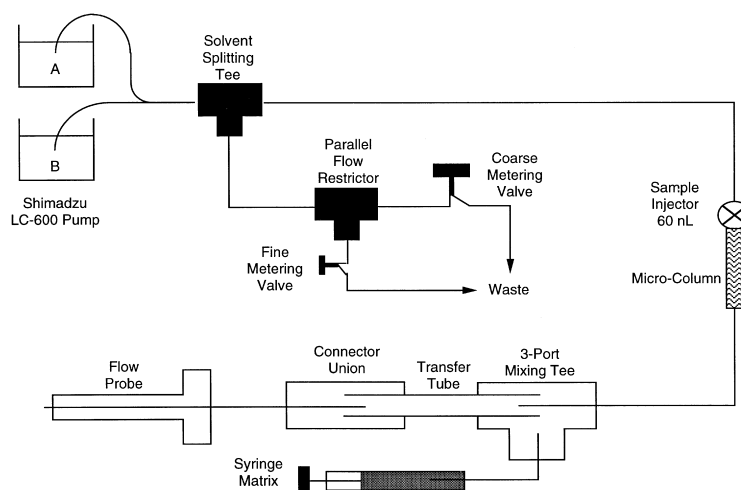 Solvent
Splitting
Tee
A
B
Shimadzu
LC-600 Pump
Parallel
Flow
Restrictor
Coarse
Metering
Valve
Sample
Injector
60 nL
Fine
Metering
Valve
Waste
Micro-Column
Flow
Probe
Connector
Union
Transfer
Tube
3-Port
Mixing Tee
Syringe
Matrix